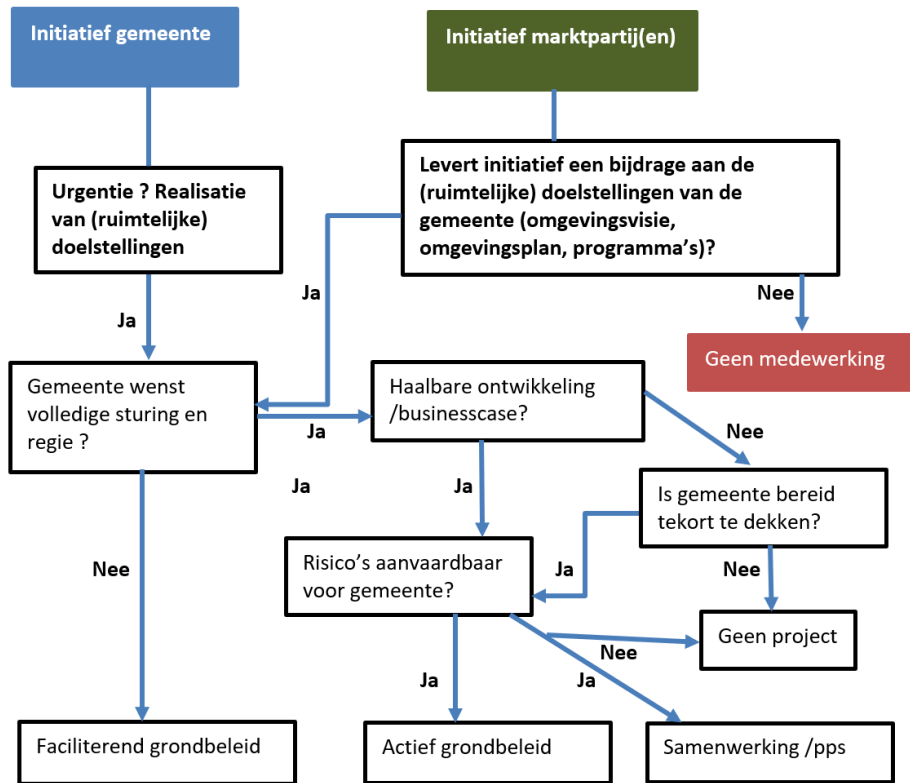 Initiatief gemeente
Initiatief marktpartij(en)
Urgentie ? Realisatie
van (ruimtelijke)
doelstellingen
Levert initiatief een bijdrage aan de
(ruimtelijke) doelstellingen van de
gemeente (omgevingsvisie,
omgevingsplan, programma's)?
Ja
Ja
Nee
Geen medewerking
Gemeente wenst
volledige sturing en
regie ?
Ja
Haalbare ontwikkeling
/businesscase?
Nee
Ja
Ja
Is gemeente bereid
tekort te dekken?
Nee
Risico's aanvaardbaar
voor gemeente?
Ja
Nee
Geen project
Nee
Ja
Ja
Faciliterend grondbeleid
Actief grondbeleid
Samenwerking /pps